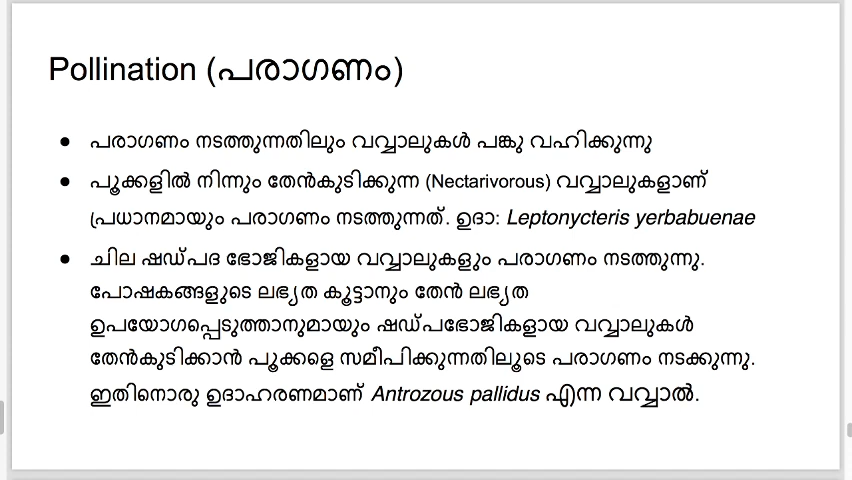 Pollination (പരാഗണം)
● പരാഗണം നടത്തുന്നതിലും വവ്വാലുകൾ പങ്കു വഹിക്കുന്നു
● പൂക്കളിൽ നിന്നും തേൻകുടിക്കുന്ന (Nectarivorous) വവ്വാലുകളാണ്
പ്രധാനമായും പരാഗണം നടത്തുന്നത്. ഉദാ: Leptonycteris yerbabuenae
● ചില ഷഡ്പദ ഭോജികളായ വവ്വാലുകളും പരാഗണം നടത്തുന്നു.
പോഷകങ്ങളുടെ ലഭ്യത കൂട്ടാനും തേൻ ലഭ്യത
ഉപയോഗപ്പെടുത്താനുമായും ഷഡ്പഭോജികളായ വവ്വാലുകൾ
തേൻകുടിക്കാൻ പൂക്കളെ സമീപിക്കുന്നതിലൂടെ പരാഗണം നടക്കുന്നു.
ഇതിനൊരു ഉദാഹരണമാണ് Antrozous pallidus എന്ന വവ്വാൽ.